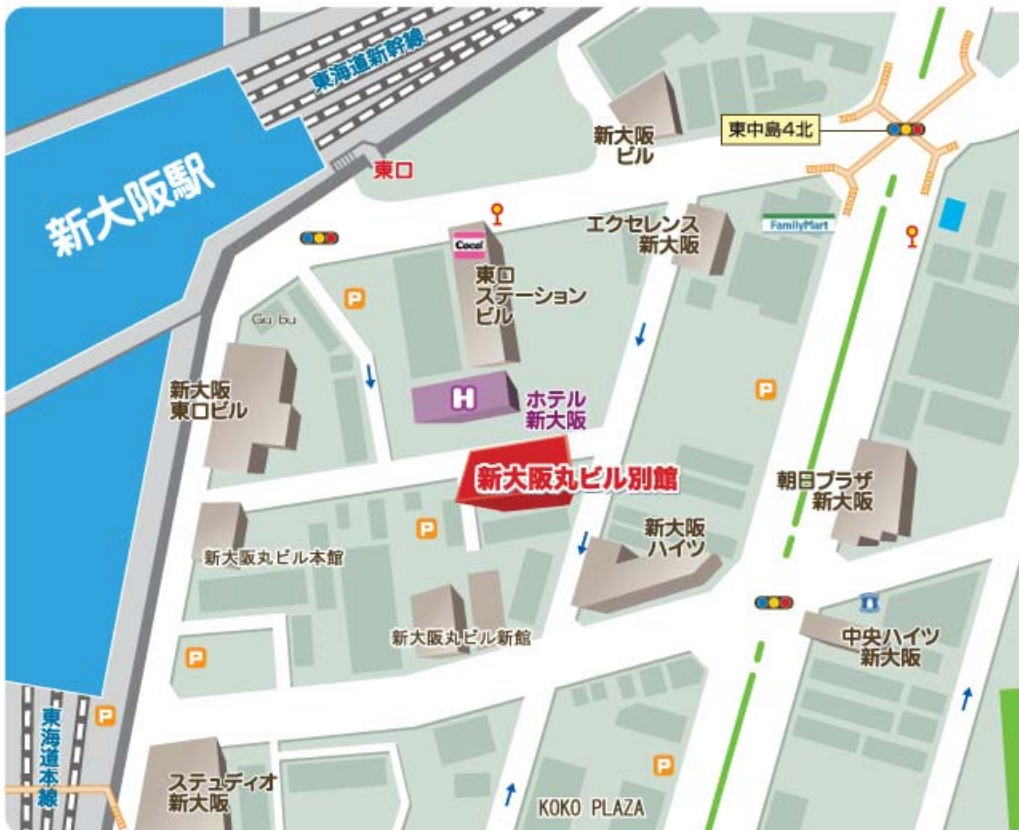 東海道新幹線
新大阪駅
東口
新大阪
ビル
東中島4北
エクセレンス
新大阪
FamilyMart
Coco!
東口
ステーション
ビル
P
Gu bu
新大阪
東口ビル
P
H
ホテル
新大阪
新大阪丸ビル別館
朝日プラザ
新大阪
新大阪
ハイツ
P
新大阪丸ビル本館
新大阪丸ビル新館
中央ハイツ
新大阪
P
P
東海道本線
ステュディオ
新大阪
P
KOKO PLAZA